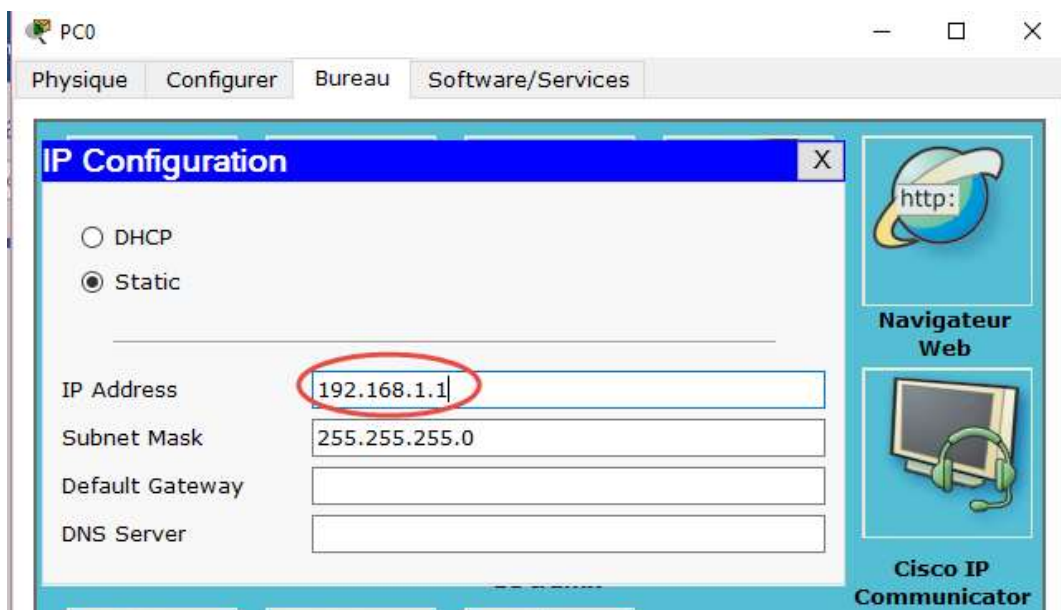 PC0
Physique Configurer Bureau Software/Services
IP Configuration X
http:
DHCP
Static
Navigateur
Web
IP Address 192.168.1.1
Subnet Mask 255.255.255.0
Default Gateway
DNS Server
Cisco IP
Communicator